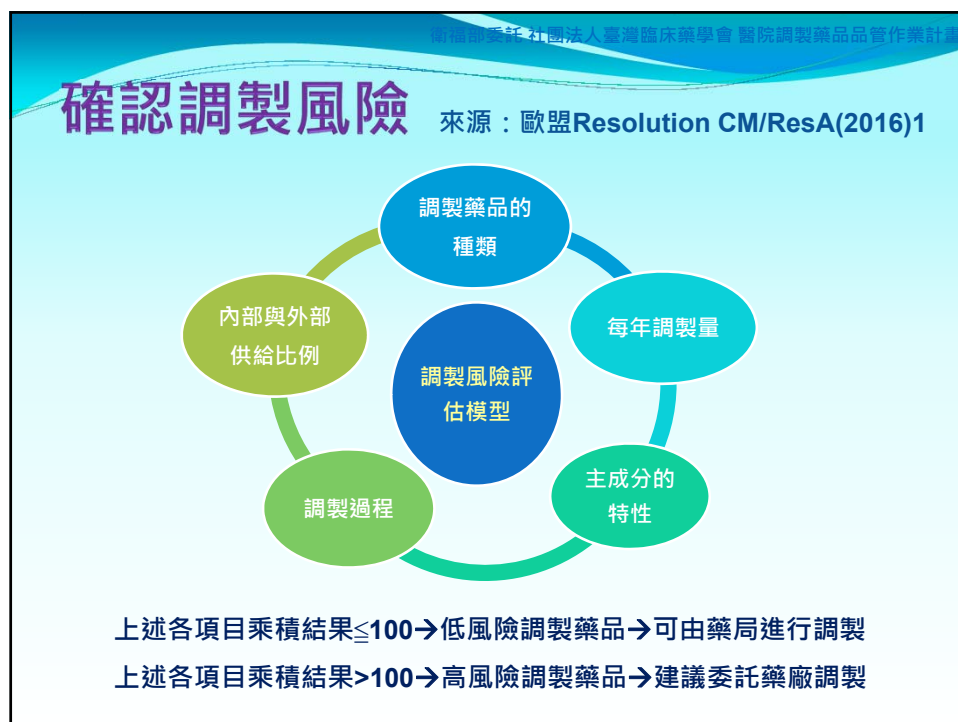 衛福部委託 社團法人臺灣臨床藥學會 醫院調製藥品品管作業計畫
確認調製風險
來源：歐盟Resolution CM/ResA(2016)1
調製藥品的
種類
每年調製量
主成分的
特性
調製過程
內部與外部
供給比例
調製風險評
估模型
上述各項目乘積結果≦100→低風險調製藥品→可由藥局進行調製
上述各項目乘積結果>100→高風險調製藥品→建議委託藥廠調製